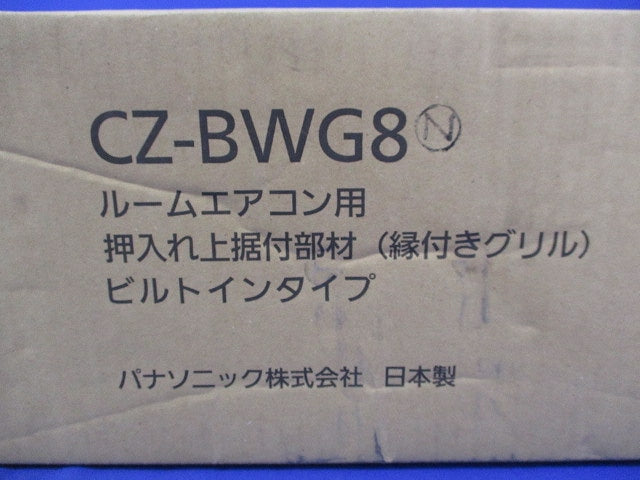 CZ-BWG8 N
ルームエアコン用
押入れ上据付部材（縁付きグリル）
ビルトインタイプ
パナソニック株式会社 日本製